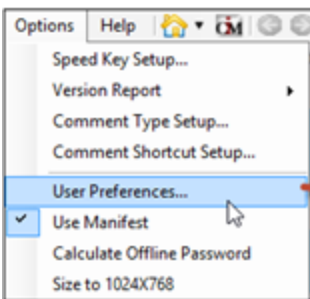 Options Help CIM
Speed Key Setup...
Version Report
Comment Type Setup...
Comment Shortcut Setup...
User Preferences...
Use Manifest
Calculate Offline Password
Size to 1024X768